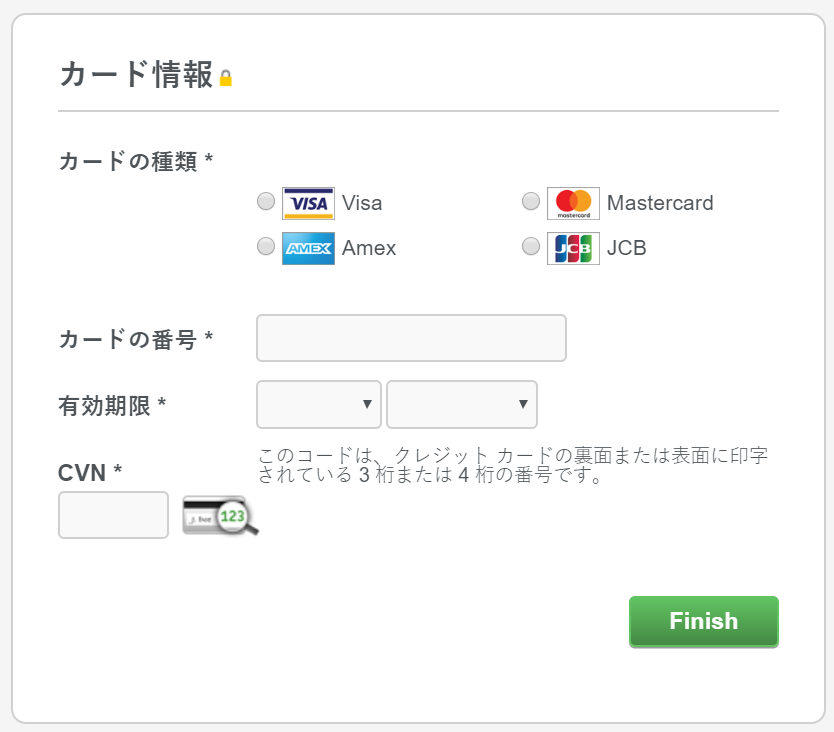 カード情報
カードの種類 *
VISA Visa
mastercard Mastercard
AMEX Amex
JCB JCB
カードの番号 *
有効期限 *
このコードは、クレジット カードの裏面または表面に印字
されている 3 桁または 4 桁の番号です。
CVN *
J. Doe 123
Finish